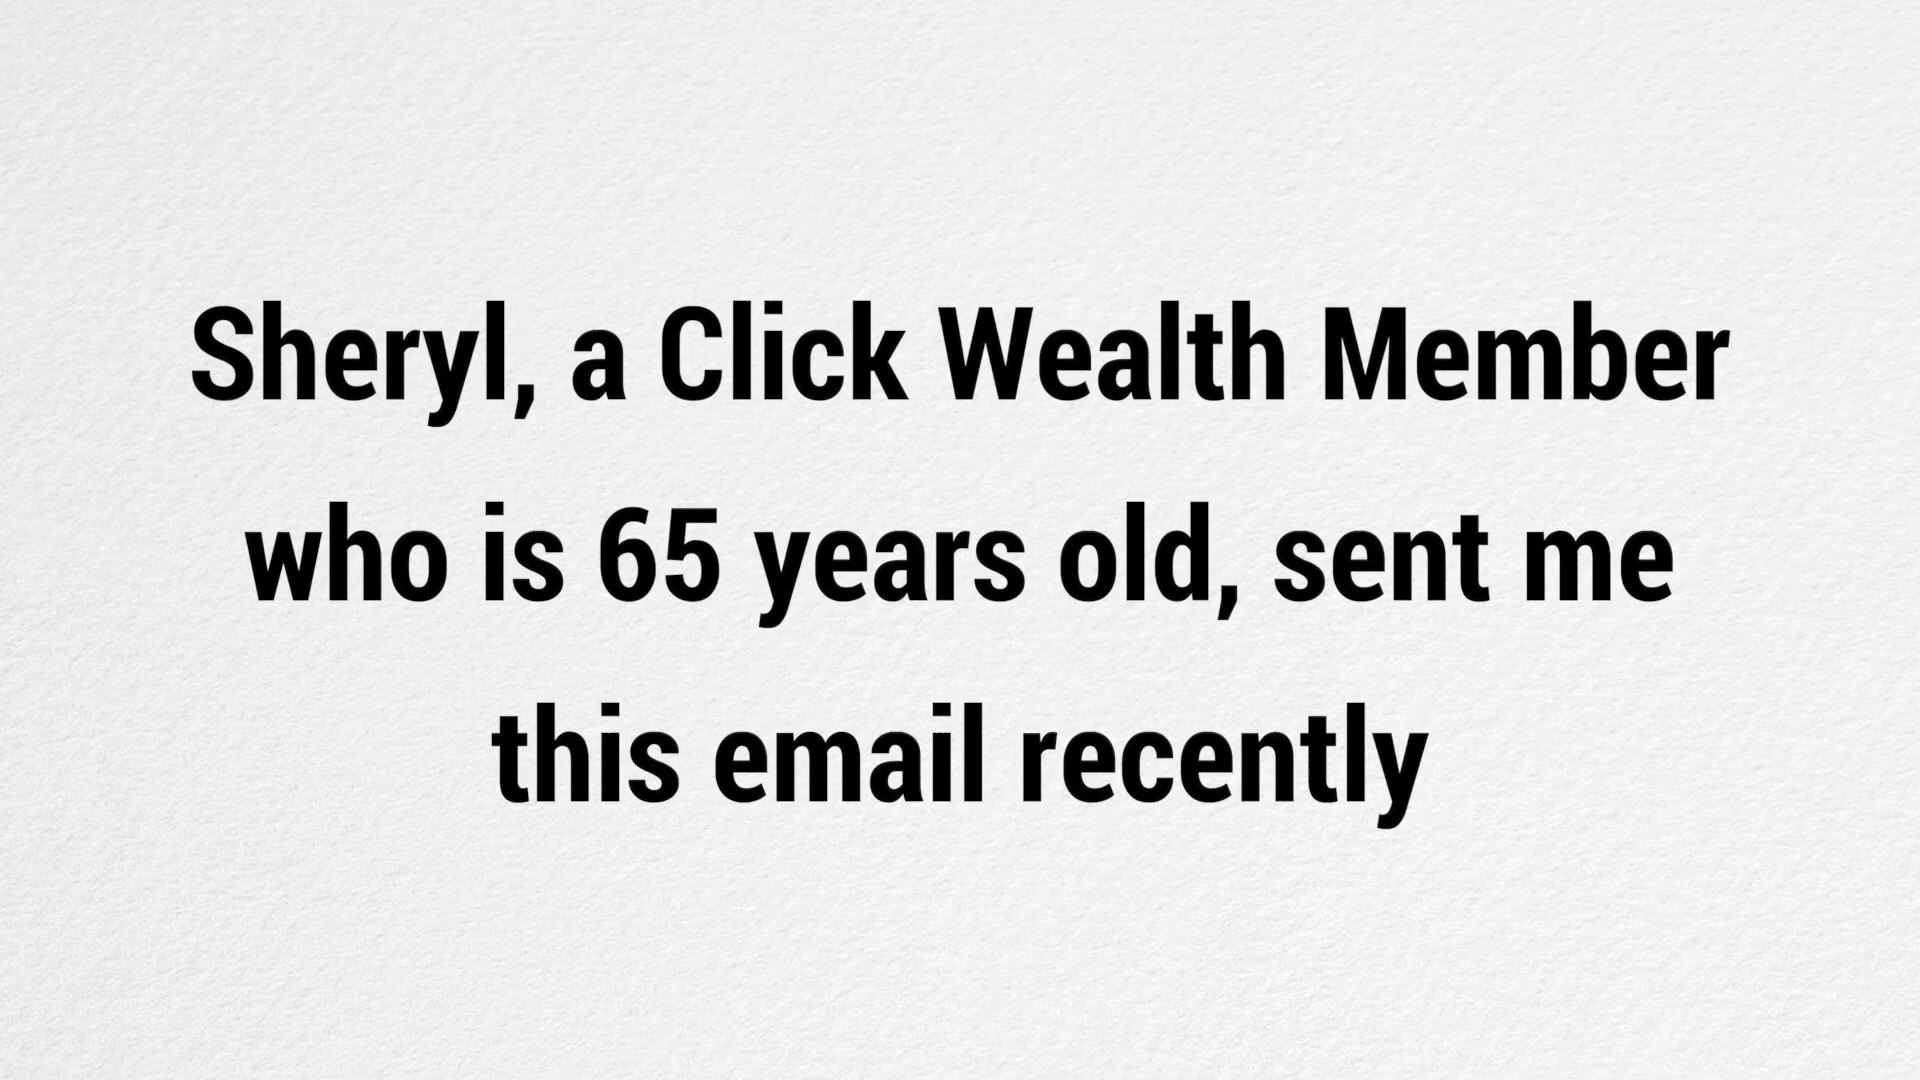 Sheryl, a Click Wealth Member
who is 65 years old, sent me
this email recently